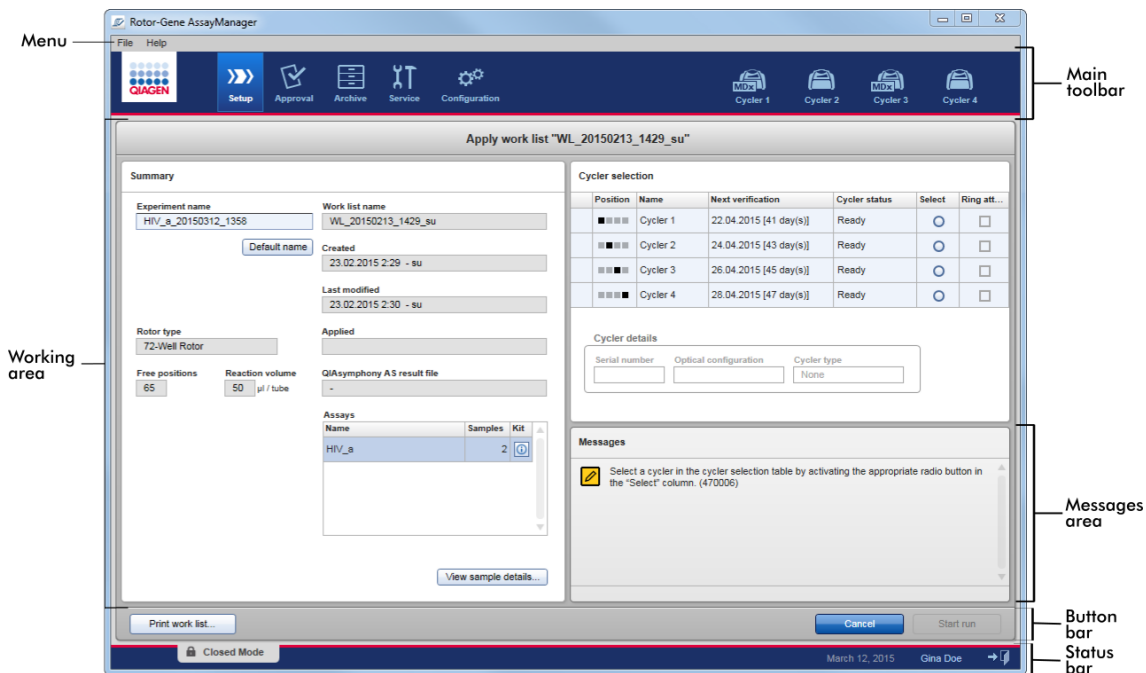 Rotor-Gene AssayManager
Menu
File Help
QIAGEN
Setup Approval Archive Service Configuration
MDx MDx
Cycler 1 Cycler 2 Cycler 3 Cycler 4
Main
toolbar
Apply work list "WL_20150213_1429_su"
Working
area
Summary
Experiment name Work list name
HIV_a_20150312_1358 WL_20150213_1429_su
Default name
Created
23.02.2015 2:29 - su
Last modified
23.02.2015 2:30 - su
Rotor type Applied
72-Well Rotor
Free positions Reaction volume QIAsymphony AS result file
65 50 µl / tube -
Assays
Name Samples Kit
HIV_a 2
View sample details...
Cycler selection
Position Name Next verification Cycler status Select Ring att...
Cycler 1 22.04.2015 [41 day(s)] Ready
Cycler 2 24.04.2015 [43 day(s)] Ready
Cycler 3 26.04.2015 [45 day(s)] Ready
Cycler 4 28.04.2015 [47 day(s)] Ready
Cycler details
Serial number Optical configuration Cycler type
None
Messages
Select a cycler in the cycler selection table by activating the appropriate radio button in
the "Select" column. (470006)
Messages
area
Print work list... Cancel Start run
Button
bar
Closed Mode March 12, 2015 Gina Doe
Status
bar